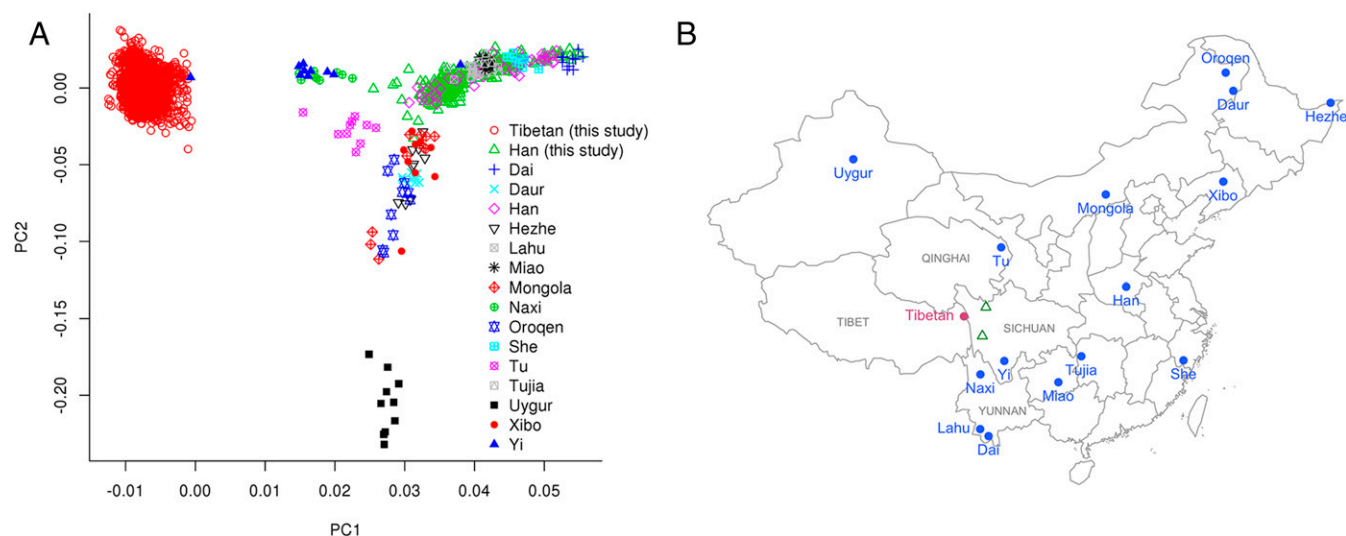 A
PC2
0.00
-0.05
-0.10
-0.15
-0.20
-0.01
0.00
0.01
0.02
0.03
0.04
0.05
PC1
Tibetan (this study)
Han (this study)
Dai
Daur
Han
Hezhe
Lahu
Miao
Mongola
Naxi
Oroqen
She
Tu
Tujia
Uygur
Xibo
Yi
B
Oroqen
Daur
Hezhe
Uygur
Xibo
Mongola
Tu
QINGHAI
Han
Tibetan
SICHUAN
TIBET
Yi
Tujia
She
Naxi
Miao
YUNNAN
Lahu
Dai